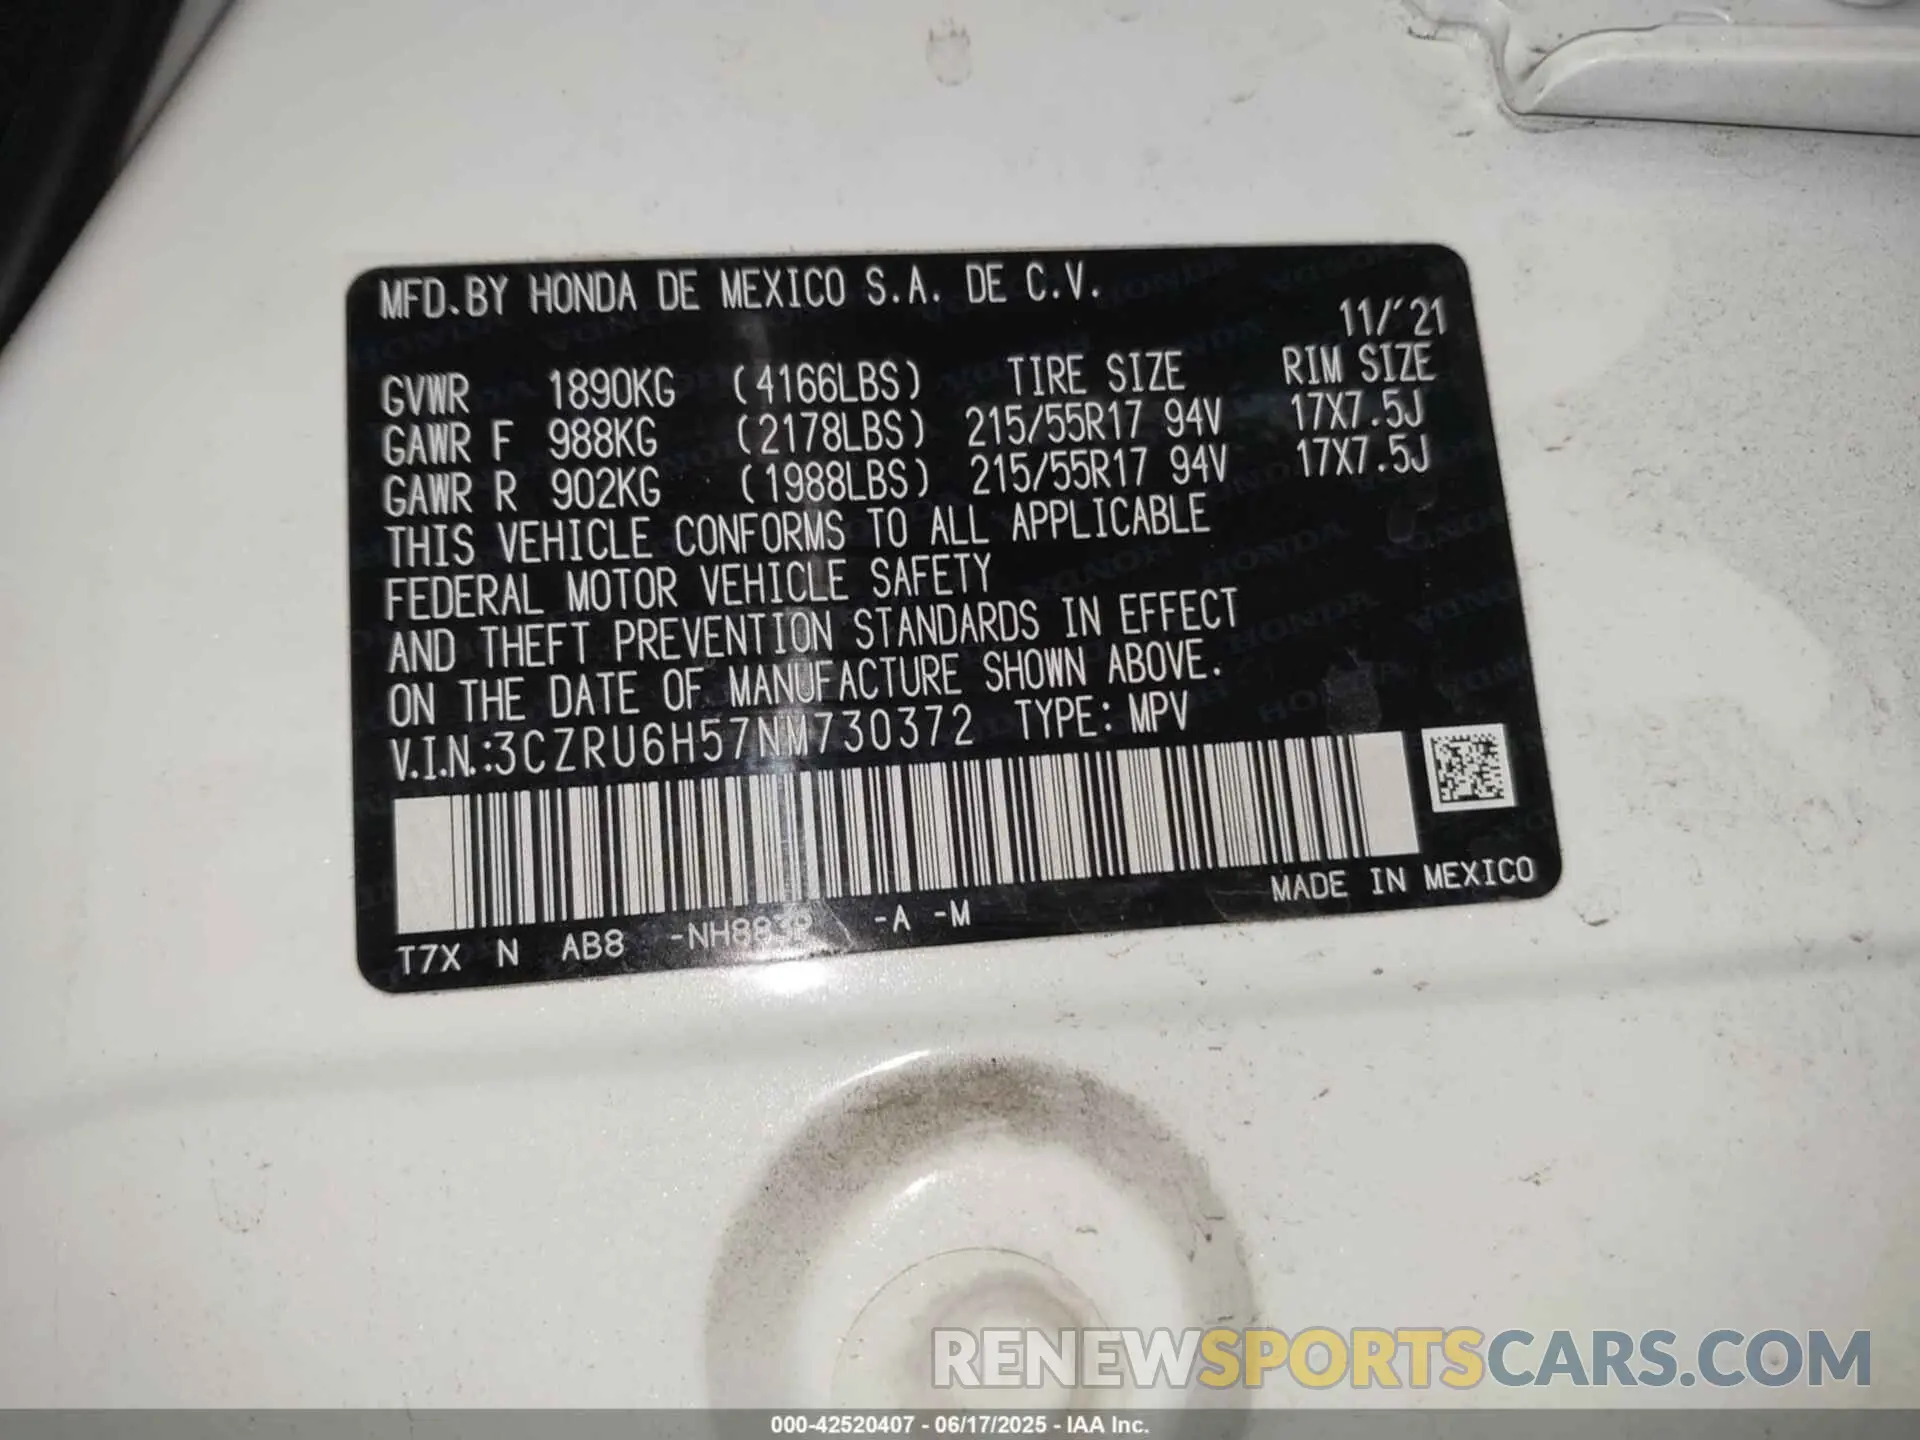 MFD.BY HONDA DE MEXICO S.A. DE C.V.
11/'21
GVWR 1890KG (4166LBS) TIRE SIZE RIM SIZE
GAWR F 988KG (2178LBS) 215/55R17 94V 17X7.5J
GAWR R 902KG (1988LBS) 215/55R17 94V 17X7.5J
THIS VEHICLE CONFORMS TO ALL APPLICABLE
FEDERAL MOTOR VEHICLE SAFETY
AND THEFT PREVENTION STANDARDS IN EFFECT
ON THE DATE OF MANUFACTURE SHOWN ABOVE.
V.I.N.:3CZRU6H57NM730372 TYPE: MPV
MADE IN MEXICO
T7X N AB8 -NH883P -A -M
RENEWSPORTSCARS.COM
000-42520407 - 06/17/2025 - IAA Inc.